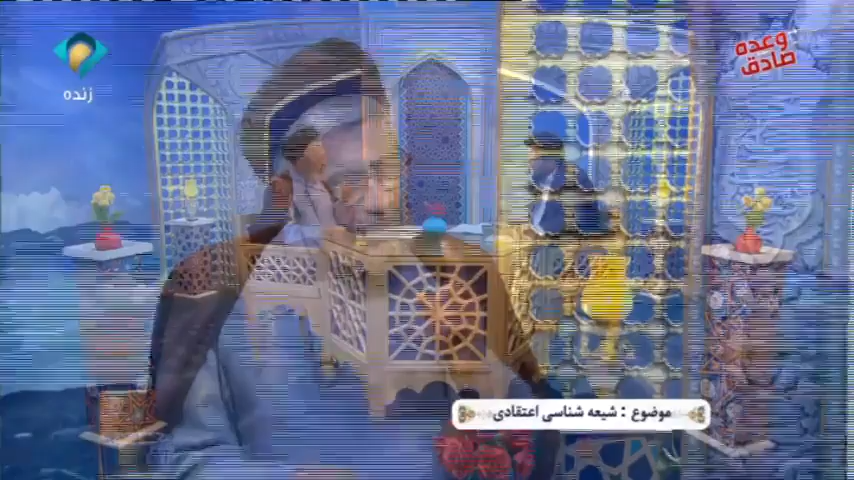 وعده
صادق
زنده
موضوع : شیعه شناسی اعتقادی